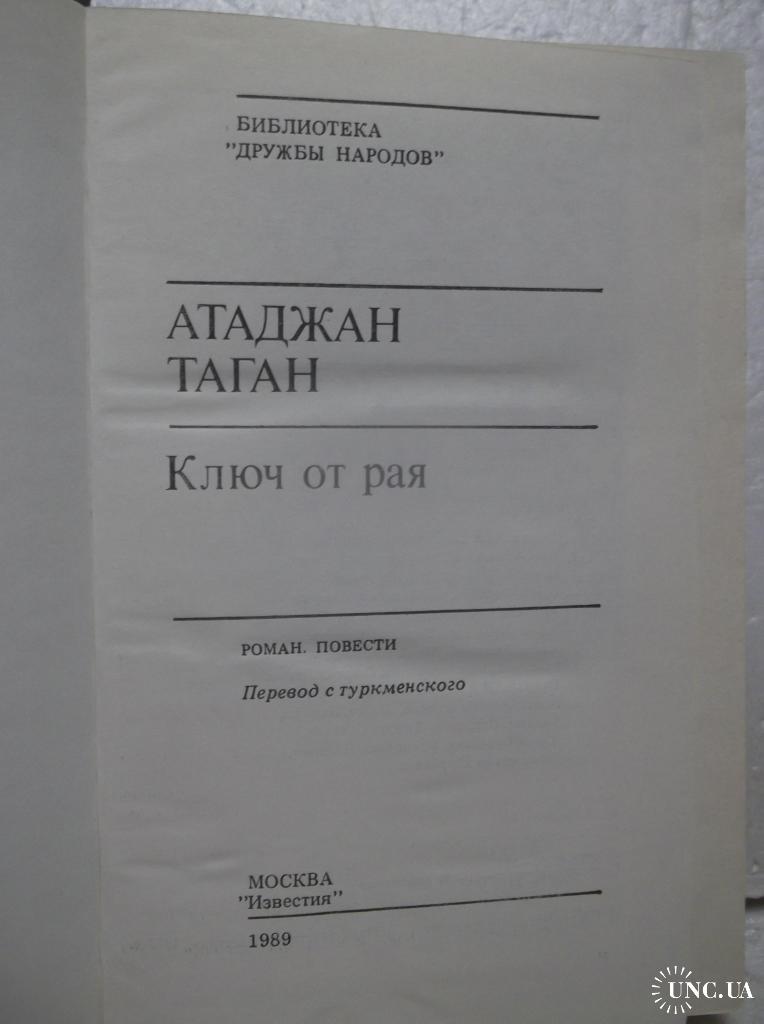 БИБЛИОТЕКА
"ДРУЖБЫ НАРОДОВ"
АТАДЖАН
ТАГАН
Ключ от рая
РОМАН. ПОВЕСТИ
Перевод с туркменского
МОСКВА
"Известия"
1989
UNC.UA